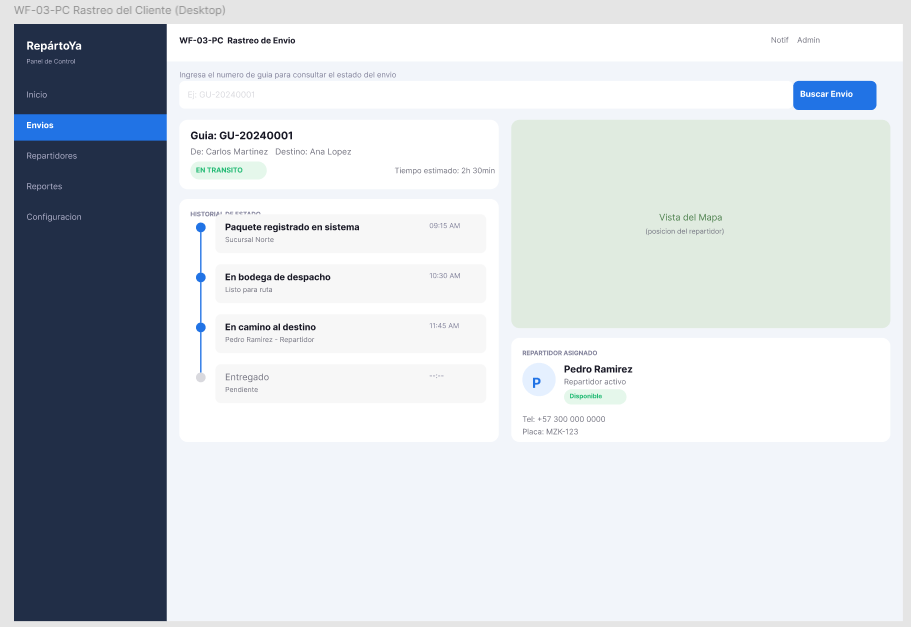 WF-03-PC Rastreo del Cliente (Desktop)
RepártoYa
Panel de Control
Inicio
Envios
Repartidores
Reportes
Configuracion
WF-03-PC Rastreo de Envio
Notif Admin
Ingresa el numero de guia para consultar el estado del envio
Ej: GU-20240001
Buscar Envio
Guia: GU-20240001
De: Carlos Martinez Destino: Ana Lopez
EN TRANSITO
Tiempo estimado: 2h 30min
HISTORIAL DE ESTADO
Paquete registrado en sistema
09:15 AM
Sucursal Norte
En bodega de despacho
10:30 AM
Listo para ruta
En camino al destino
11:45 AM
Pedro Ramirez - Repartidor
Entregado
--:--
Pendiente
Vista del Mapa
(posicion del repartidor)
REPARTIDOR ASIGNADO
P
Pedro Ramirez
Repartidor activo
Disponible
Tel: +57 300 000 0000
Placa: MZK-123